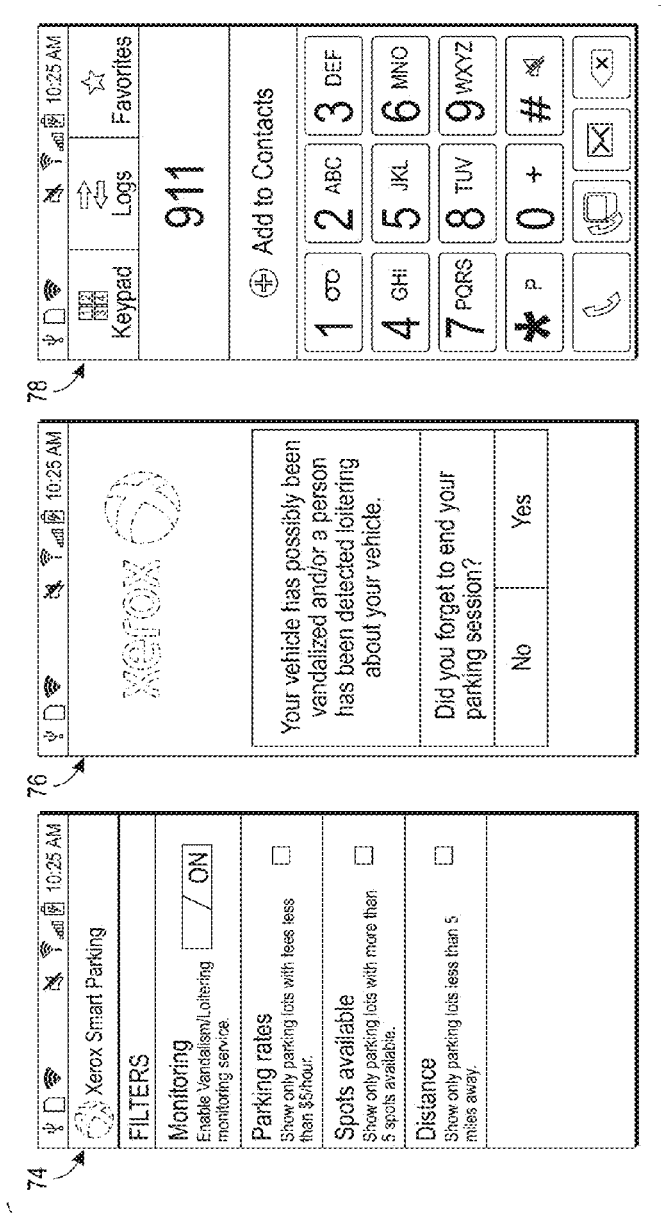 74
10:25 AM
Xerox Smart Parking
FILTERS
Monitoring
Enable Vandalism/Loitering
monitoring service.
/ ON
Parking rates
Show only parking lots with fees less
than $5/hour.
Spots available
Show only parking lots with more than
5 spots available.
Distance
Show only parking lots less than 5
miles away.
76
10:25 AM
xerox
Your vehicle has possibly been
vandalized and/or a person
has been detected loitering
about your vehicle.
Did you forget to end your
parking session?
No Yes
78
10:25 AM
Keypad Logs Favorites
911
Add to Contacts
1 2 ABC 3 DEF
4 GHI 5 JKL 6 MNO
7 PQRS 8 TUV 9 WXYZ
* P 0 + #